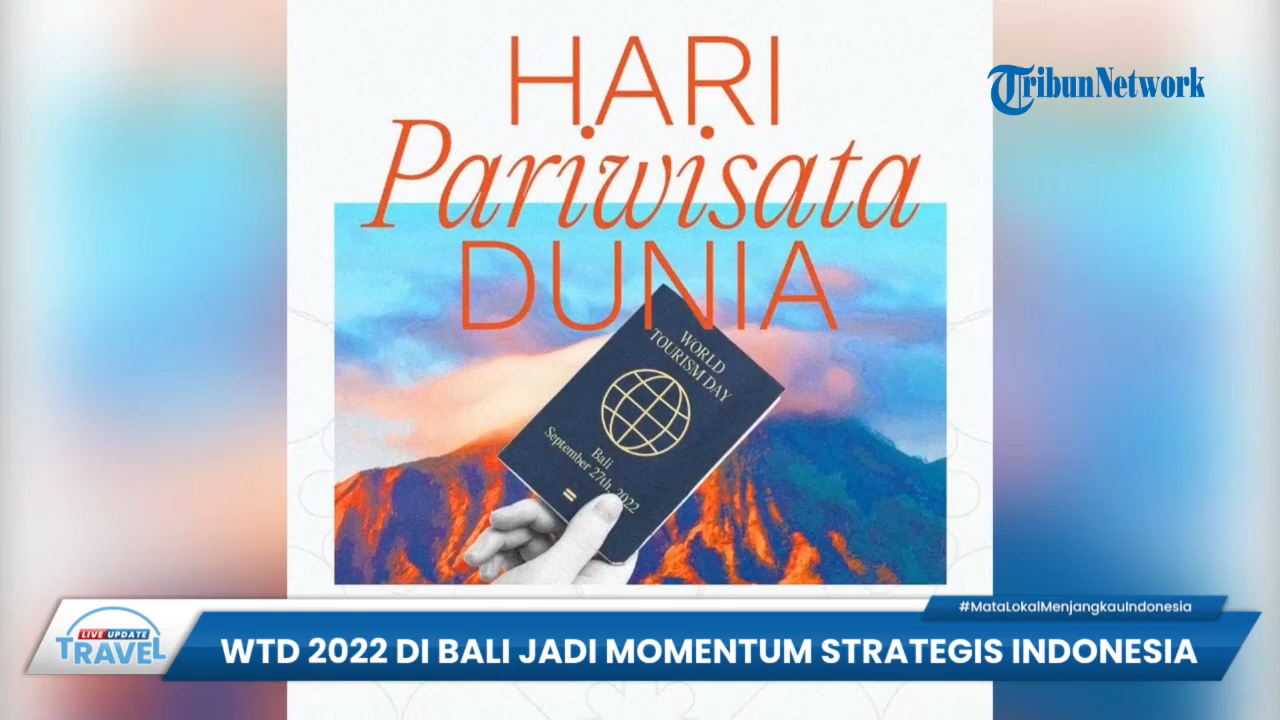 HARI
Pariwisata
DUNIA
TribunNetwork
WORLD
TOURISM DAY
Bali
September 27th, 2022
#MataLokalMenjangkauIndonesia
LIVE UPDATE
TRAVEL
WTD 2022 DI BALI JADI MOMENTUM STRATEGIS INDONESIA